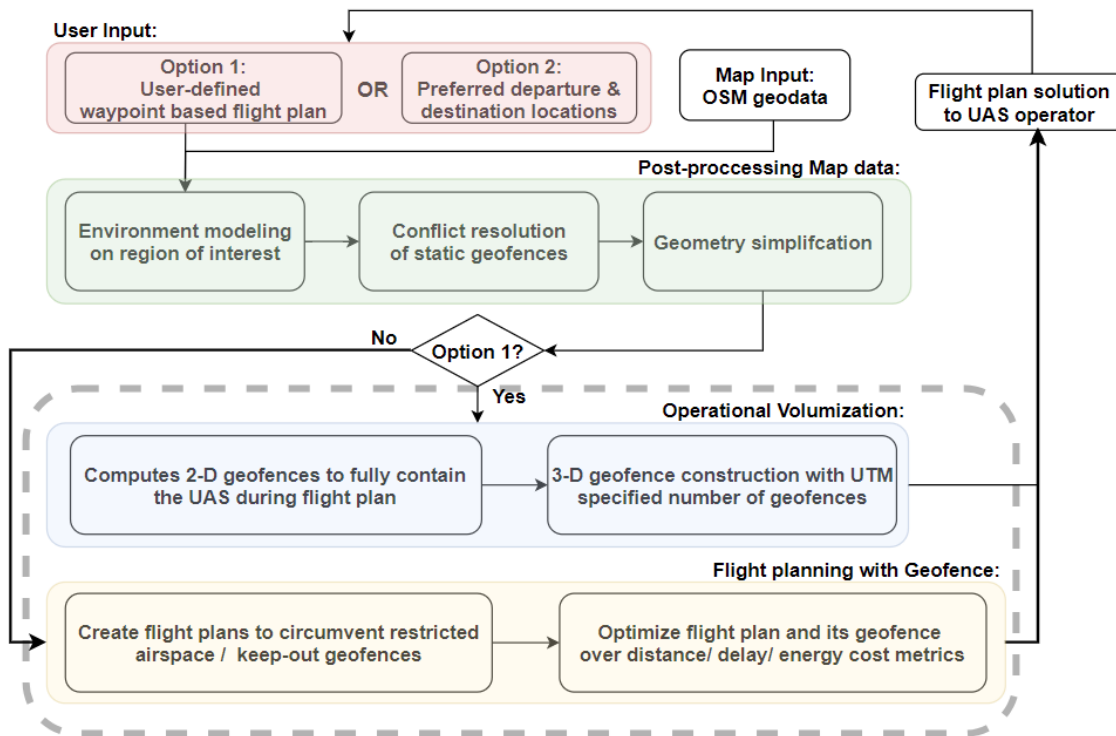 User Input:
Option 1:
User-defined
waypoint based flight plan
OR
Option 2:
Preferred departure &
destination locations
Map Input:
OSM geodata
Flight plan solution
to UAS operator
Post-proccessing Map data:
Environment modeling
on region of interest
Conflict resolution
of static geofences
Geometry simplifcation
No
Option 1?
Yes
Operational Volumization:
Computes 2-D geofences to fully contain
the UAS during flight plan
3-D geofence construction with UTM
specified number of geofences
Flight planning with Geofence:
Create flight plans to circumvent restricted
airspace / keep-out geofences
Optimize flight plan and its geofence
over distance/ delay/ energy cost metrics